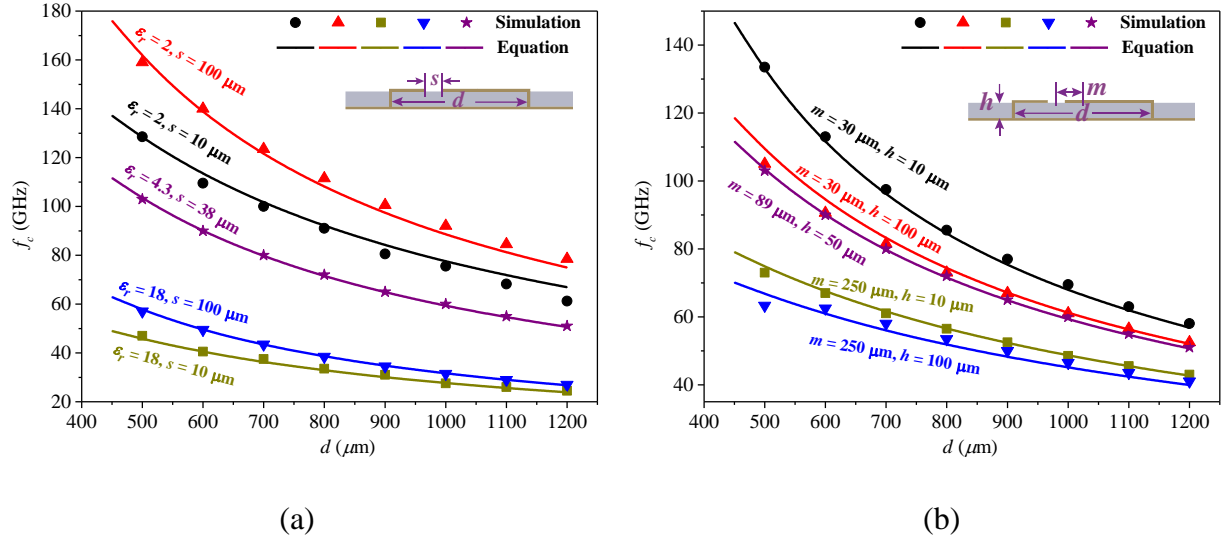 180
160
140
120
100
80
60
40
20
400 500 600 700 800 900 1000 1100 1200
f_c (GHz)
d (μm)
Simulation
Equation
s
d
ε_r = 2, s = 100 μm
ε_r = 2, s = 10 μm
ε_r = 4.3, s = 38 μm
ε_r = 18, s = 100 μm
ε_r = 18, s = 10 μm
(a)
140
120
100
80
60
40
400 500 600 700 800 900 1000 1100 1200
f_c (GHz)
d (μm)
Simulation
Equation
h
m
d
m = 30 μm, h = 10 μm
m = 30 μm, h = 100 μm
m = 89 μm, h = 50 μm
m = 250 μm, h = 10 μm
m = 250 μm, h = 100 μm
(b)